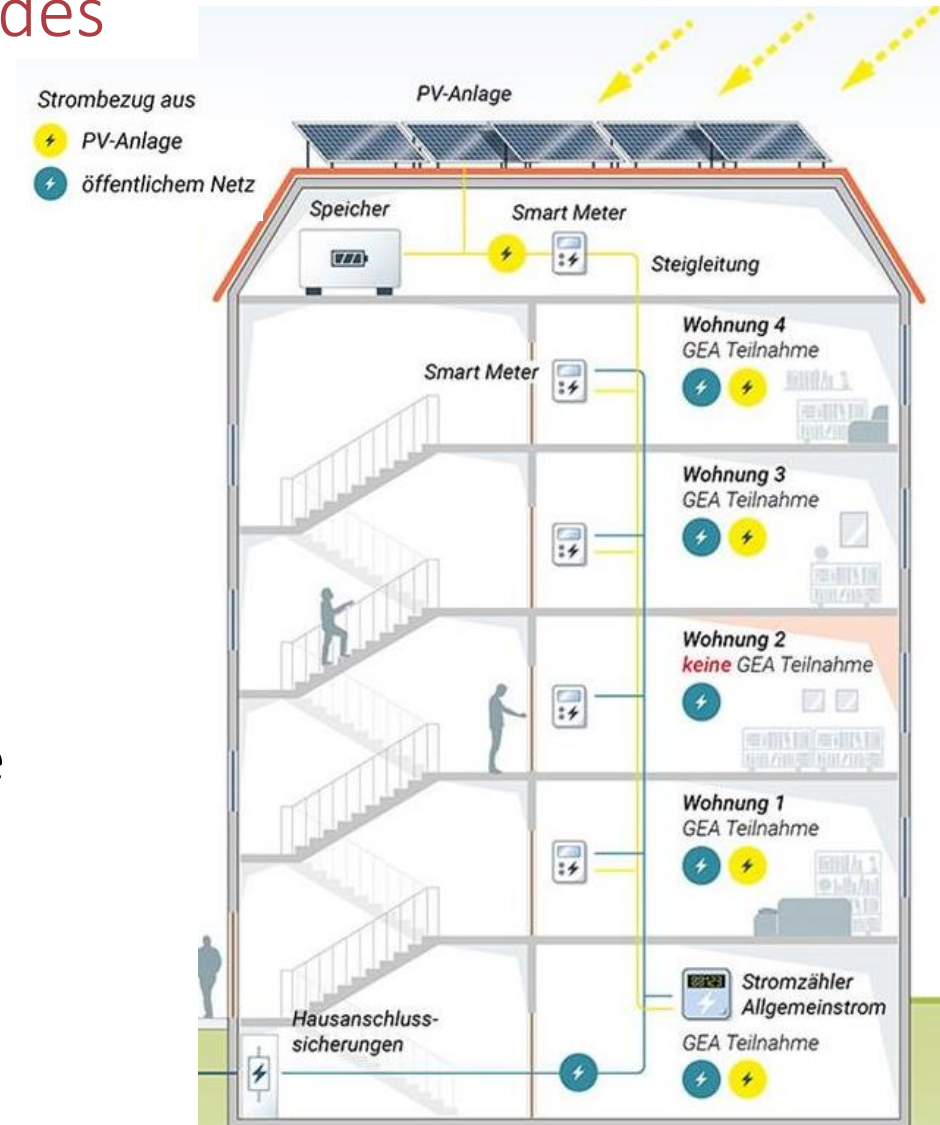 des
Strombezug aus
PV-Anlage
öffentlichem Netz
PV-Anlage
Speicher
Smart Meter
Steigleitung
Wohnung 4
GEA Teilnahme
Smart Meter
Wohnung 3
GEA Teilnahme
Wohnung 2
keine GEA Teilnahme
e
Wohnung 1
GEA Teilnahme
Stromzähler
Allgemeinstrom
Hausanschluss-
sicherungen
GEA Teilnahme